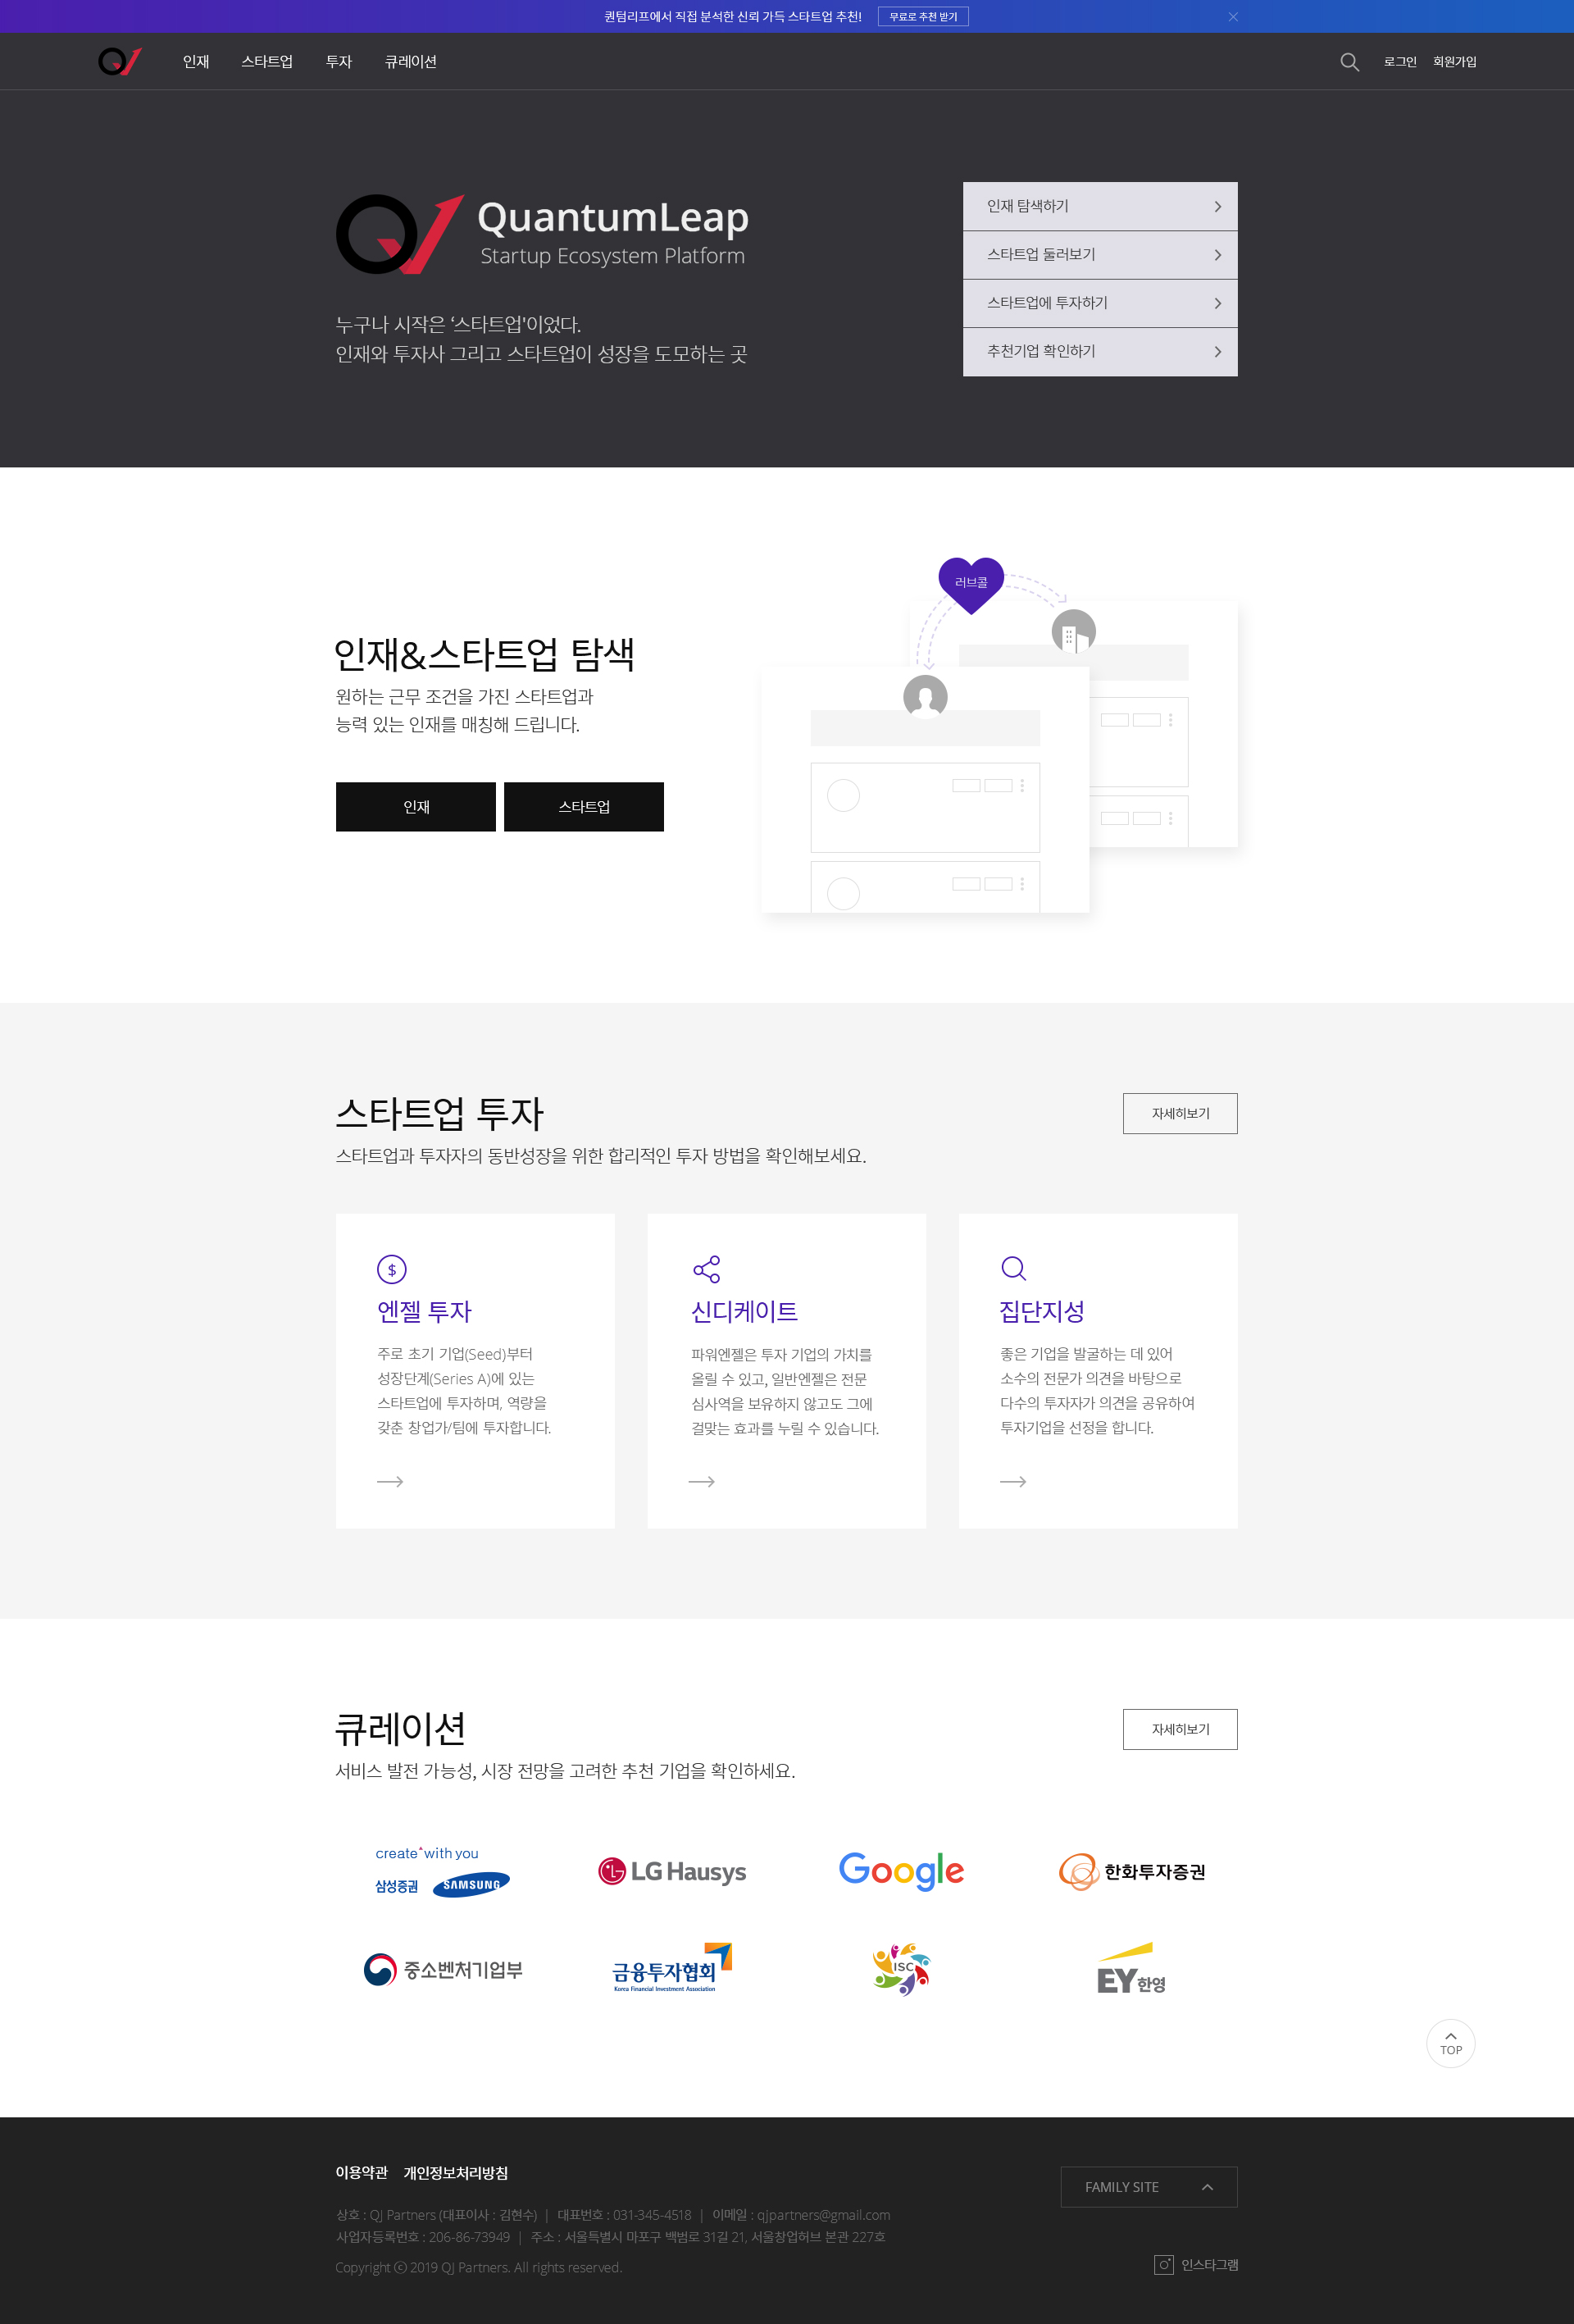 퀀텀리프에서 직접 분석한 신뢰 가득 스타트업 추천! 무료로 추천 받기
인재 스타트업 투자 큐레이션 로그인 회원가입
QuantumLeap
Startup Ecosystem Platform
누구나 시작은 ‘스타트업'이었다.
인재와 투자사 그리고 스타트업이 성장을 도모하는 곳
인재 탐색하기
스타트업 둘러보기
스타트업에 투자하기
추천기업 확인하기
러브콜
인재&스타트업 탐색
원하는 근무 조건을 가진 스타트업과
능력 있는 인재를 매칭해 드립니다.
인재 스타트업
스타트업 투자
자세히보기
스타트업과 투자자의 동반성장을 위한 합리적인 투자 방법을 확인해보세요.
$
엔젤 투자
주로 초기 기업(Seed)부터
성장단계(Series A)에 있는
스타트업에 투자하며, 역량을
갖춘 창업가/팀에 투자합니다.
신디케이트
파워엔젤은 투자 기업의 가치를
올릴 수 있고, 일반엔젤은 전문
심사역을 보유하지 않고도 그에
걸맞는 효과를 누릴 수 있습니다.
집단지성
좋은 기업을 발굴하는 데 있어
소수의 전문가 의견을 바탕으로
다수의 투자자가 의견을 공유하여
투자기업을 선정을 합니다.
큐레이션
자세히보기
서비스 발전 가능성, 시장 전망을 고려한 추천 기업을 확인하세요.
create with you
삼성증권 SAMSUNG
LG Hausys
Google
한화투자증권
중소벤처기업부
금융투자협회
Korea Financial Investment Association
ISC
EY한영
TOP
이용약관 개인정보처리방침
FAMILY SITE
상호 : QJ Partners (대표이사 : 김현수) | 대표번호 : 031-345-4518 | 이메일 : qjpartners@gmail.com
사업자등록번호 : 206-86-73949 | 주소 : 서울특별시 마포구 백범로 31길 21, 서울창업허브 본관 227호
Copyright ⓒ 2019 QJ Partners. All rights reserved.
인스타그램